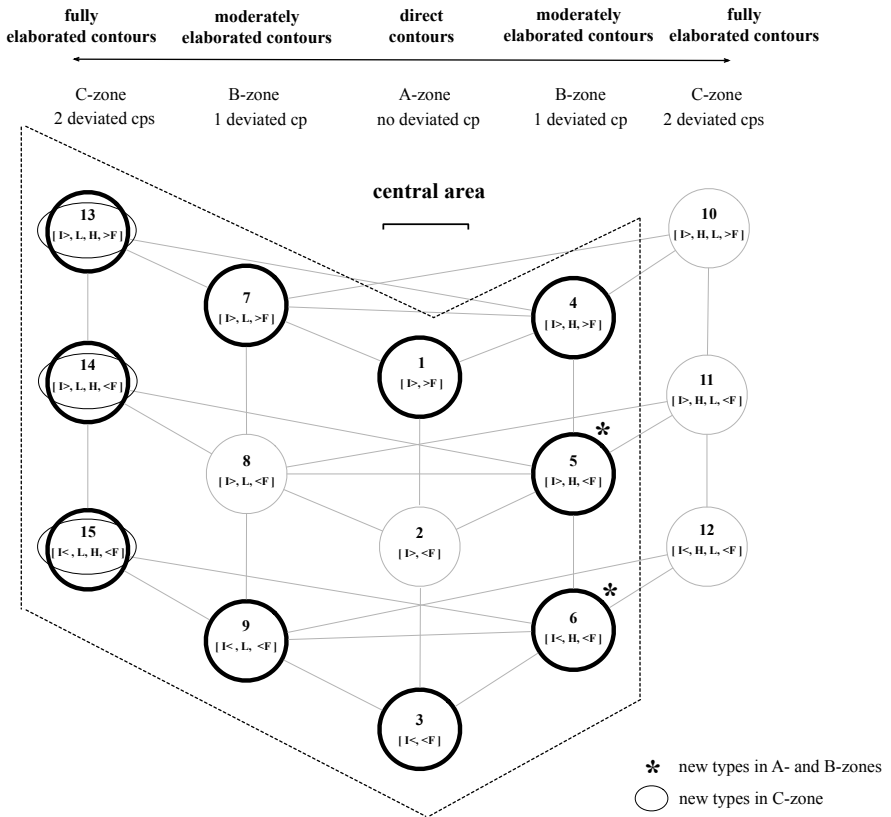 fully
elaborated contours
moderately
elaborated contours
direct
contours
moderately
elaborated contours
fully
elaborated contours
C-zone
2 deviated cps
B-zone
1 deviated cp
A-zone
no deviated cp
B-zone
1 deviated cp
C-zone
2 deviated cps
central area
13
[ I>, L, H, >F]
10
[ I>, H, L, >F]
7
[ I>, L, >F]
4
[ I>, H, >F]
1
[ I>, >F]
14
[ I>, L, H, <F]
11
[ I>, H, L, <F]
8
[ I>, L, <F]
*
5
[ I>, H, <F]
2
[ I>, <F]
15
[ I< , L, H, <F]
12
[ I<, H, L, <F]
*
9
[ I< , L, <F]
6
[ I<, H, <F]
3
[ I<, <F]
* new types in A- and B-zones
new types in C-zone